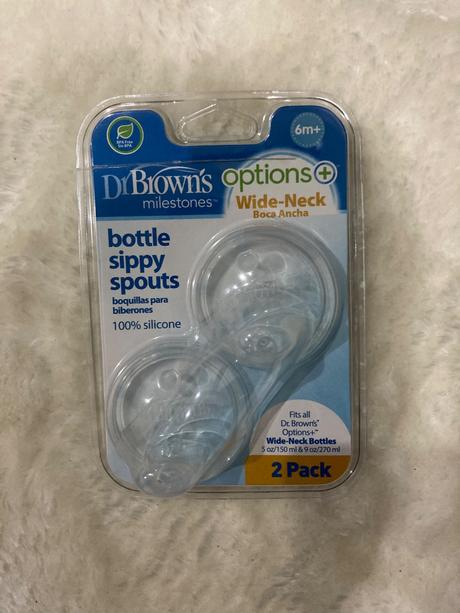 BPA Free
Sin BPA
6m+
Dr Brown's
milestones™
options+
Wide-Neck
Boca Ancha
bottle
sippy
spouts
boquillas para
biberones
100% silicone
Fits all
Dr. Brown's®
Options+™
Wide-Neck Bottles
5 oz/150 ml & 9 oz/270 ml
2 Pack